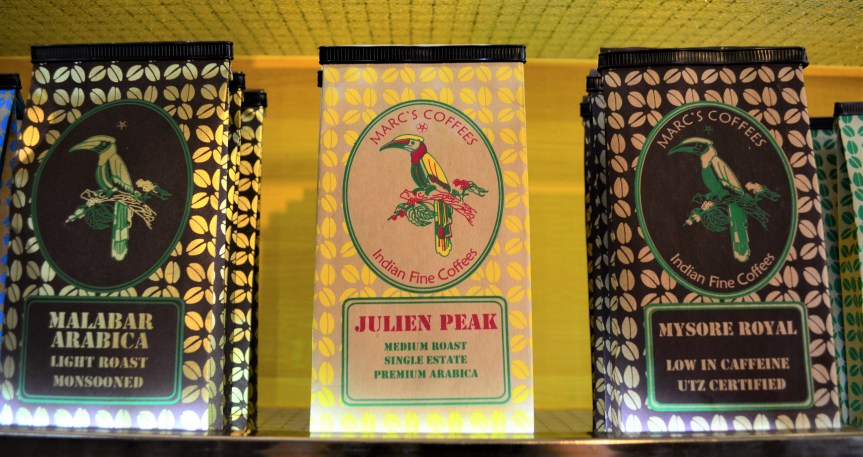 MALABAR
ARABICA
LIGHT ROAST
MONSOONED
MARC'S COFFEES
Indian Fine Coffees
JULIEN PEAK
MEDIUM ROAST
SINGLE ESTATE
PREMIUM ARABICA
MARC'S COFFEES
Indian Fine Coffees
MYSORE ROYAL
LOW IN CAFFEINE
UTZ CERTIFIED